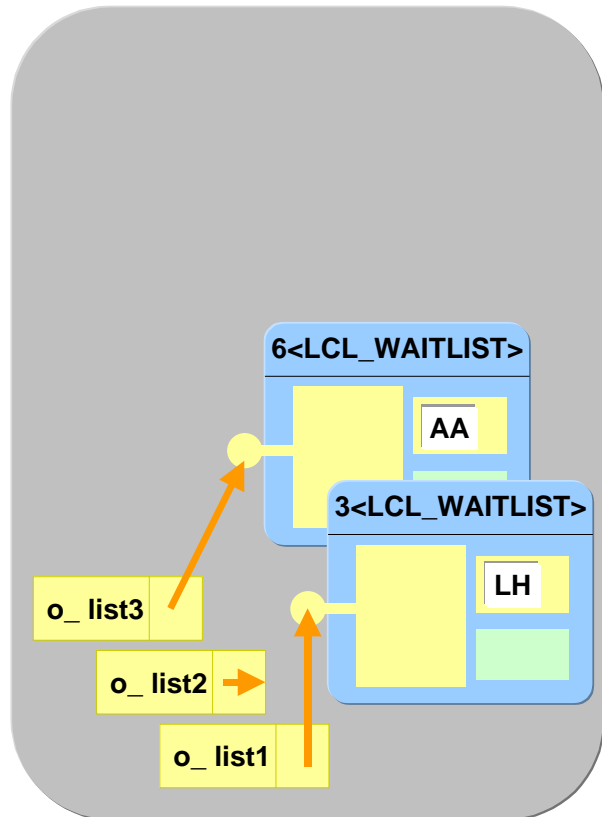 6<LCL_WAITLIST>
AA
3<LCL_WAITLIST>
LH
o_ list3
o_ list2
o_ list1